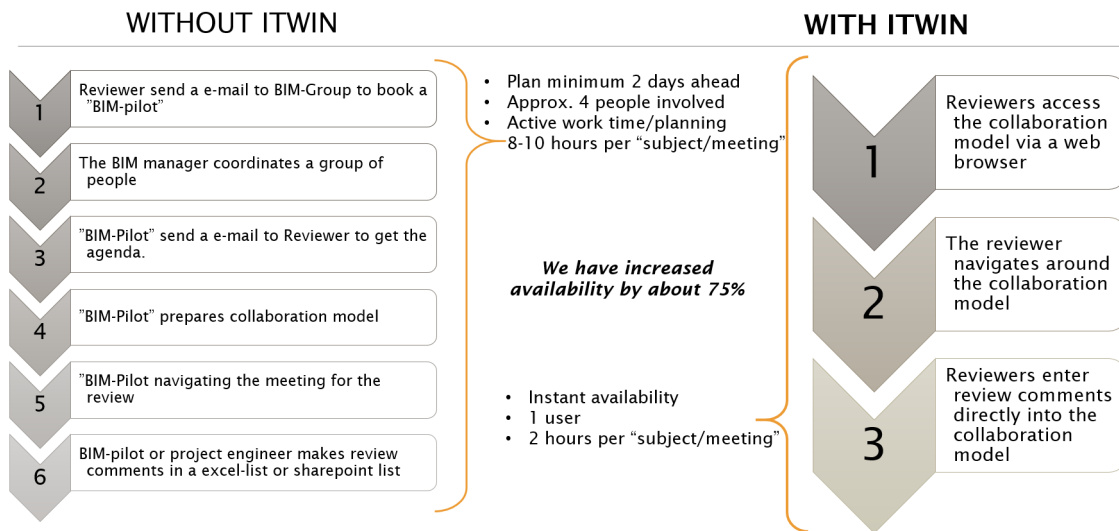 WITHOUT ITWIN
1
Reviewer send a e-mail to BIM-Group to book a
"BIM-pilot"
2
The BIM manager coordinates a group of
people
3
"BIM-Pilot" send a e-mail to Reviewer to get the
agenda.
4
"BIM-Pilot" prepares collaboration model
5
"BIM-Pilot navigating the meeting for the
review
6
BIM-pilot or project engineer makes review
comments in a excel-list or sharepoint list
• Plan minimum 2 days ahead
• Approx. 4 people involved
• Active work time/planning
8-10 hours per “subject/meeting”
We have increased
availability by about 75%
• Instant availability
• 1 user
• 2 hours per “subject/meeting”
WITH ITWIN
1
Reviewers access
the collaboration
model via a web
browser
2
The reviewer
navigates around
the collaboration
model
3
Reviewers enter
review comments
directly into the
collaboration
model